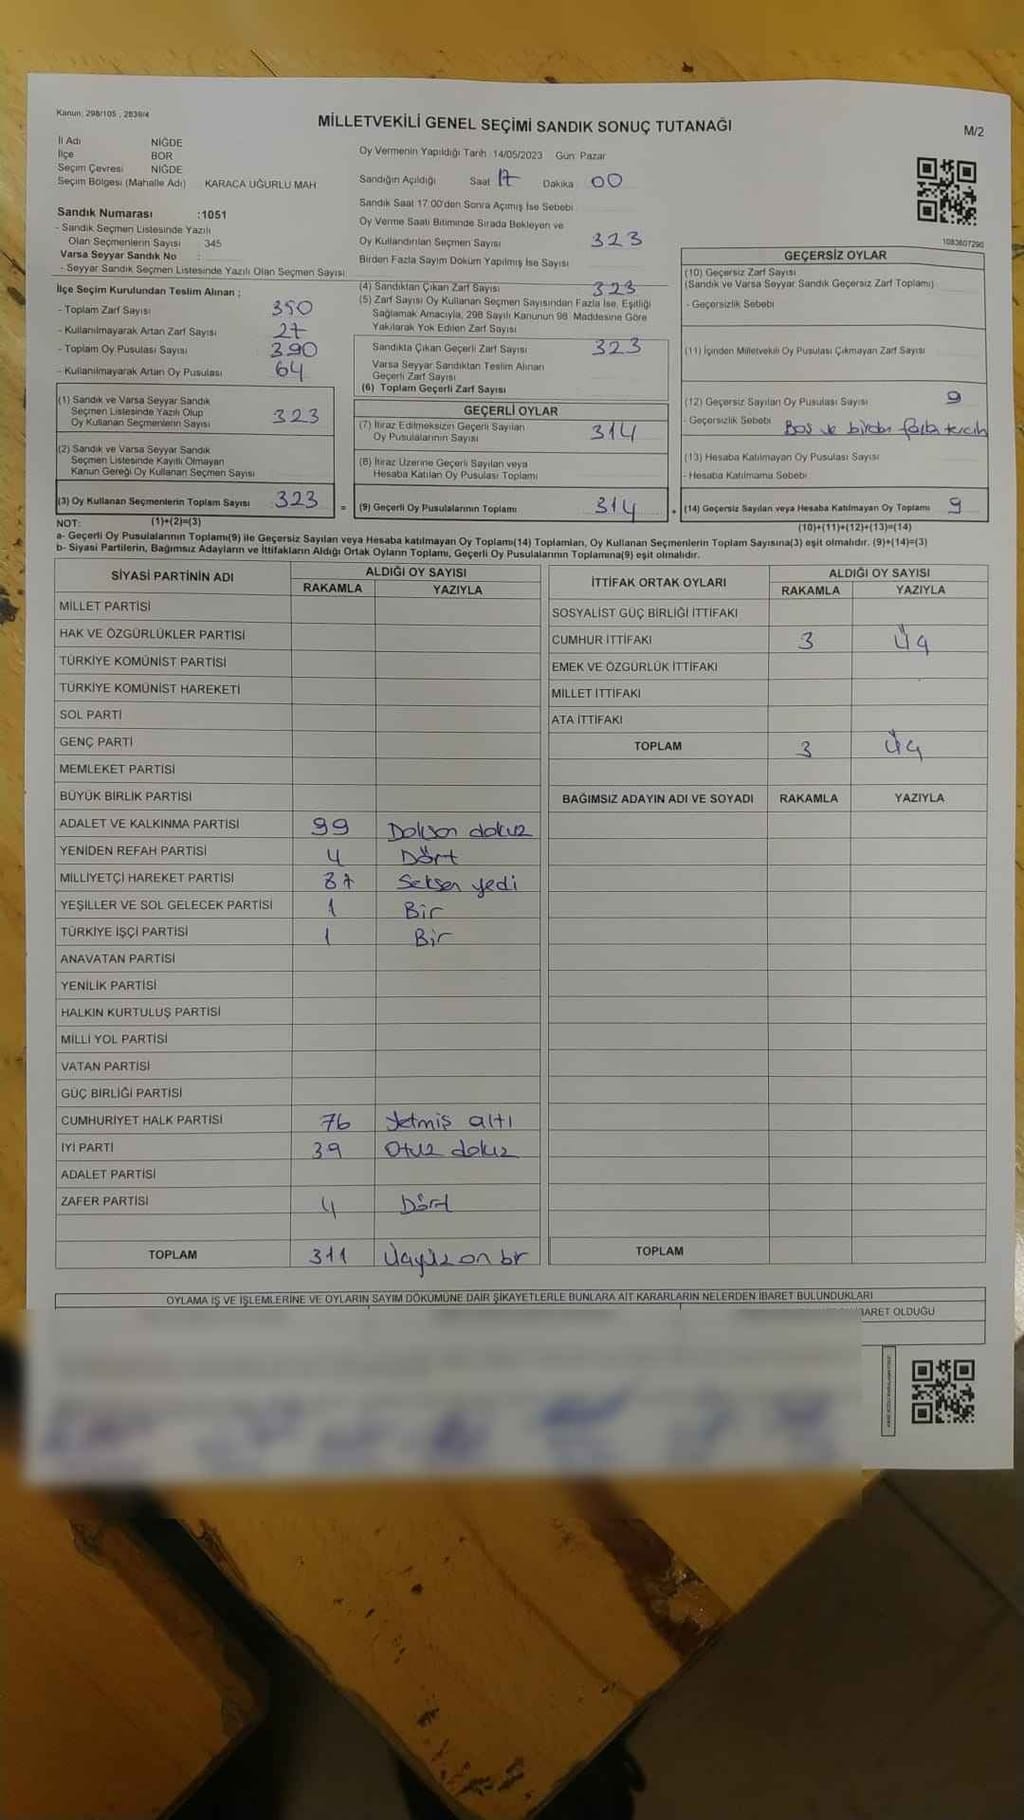 Kanun: 298/105 , 2839/4
MİLLETVEKİLİ GENEL SEÇİMİ SANDIK SONUÇ TUTANAĞI
M/2
İl Adı NİĞDE
İlçe BOR
Seçim Çevresi NİĞDE
Seçim Bölgesi (Mahalle Adı) KARACA UĞURLU MAH.
Sandık Numarası :1051
- Sandık Seçmen Listesinde Yazılı
Olan Seçmenlerin Sayısı 345
Varsa Seyyar Sandık No :
- Seyyar Sandık Seçmen Listesinde Yazılı Olan Seçmen Sayısı
Oy Vermenin Yapıldığı Tarih 14/05/2023 Gün: Pazar
Sandığın Açıldığı Saat 17 Dakika 00
Sandık Saat 17:00'den Sonra Açımış İse Sebebi
Oy Verme Saati Bitiminde Sırada Bekleyen ve
Oy Kullandırılan Seçmen Sayısı 323
Birden Fazla Sayım Döküm Yapılmış İse Sayısı
1083607290
İlçe Seçim Kurulundan Teslim Alınan ;
- Toplam Zarf Sayısı 350
- Kullanılmayarak Artan Zarf Sayısı 27
- Toplam Oy Pusulası Sayısı 390
- Kullanılmayarak Artan Oy Pusulası 64
(1) Sandık ve Varsa Seyyar Sandık
Seçmen Listesinde Yazılı Olup
Oy Kullanan Seçmenlerin Sayısı 323
(2) Sandık ve Varsa Seyyar Sandık
Seçmen Listesinde Kayıtlı Olmayan
Kanun Gereği Oy Kullanan Seçmen Sayısı
(3) Oy Kullanan Seçmenlerin Toplam Sayısı 323 =
(1)+(2)=(3)
(4) Sandıktan Çıkan Zarf Sayısı 323
(5) Zarf Sayısı Oy Kullanan Seçmen Sayısından Fazla İse, Eşitliği
Sağlamak Amacıyla, 298 Sayılı Kanunun 98. Maddesine Göre
Yakılarak Yok Edilen Zarf Sayısı
Sandıkta Çıkan Geçerli Zarf Sayısı 323
Varsa Seyyar Sandıktan Teslim Alınan
Geçerli Zarf Sayısı
(6) Toplam Geçerli Zarf Sayısı
GEÇERLİ OYLAR
(7) İtiraz Edilmeksizin Geçerli Sayılan
Oy Pusulalarının Sayısı 314
(8) İtiraz Üzerine Geçerli Sayılan veya
Hesaba Katılan Oy Pusulası Toplamı
(9) Geçerli Oy Pusulalarının Toplamı 314 +
GEÇERSİZ OYLAR
(10) Geçersiz Zarf Sayısı
(Sandık ve Varsa Seyyar Sandık Geçersiz Zarf Toplamı)
- Geçersizlik Sebebi
(11) İçinden Milletvekili Oy Pusulası Çıkmayan Zarf Sayısı
(12) Geçersiz Sayılan Oy Pusulası Sayısı 9
- Geçersizlik Sebebi Boş ve birden fazla tercih
(13) Hesaba Katılmayan Oy Pusulası Sayısı
- Hesaba Katılmama Sebebi
(14) Geçersiz Sayılan veya Hesaba Katılmayan Oy Toplamı 9
(10)+(11)+(12)+(13)=(14)
NOT:
a- Geçerli Oy Pusulalarının Toplamı(9) ile Geçersiz Sayılan veya Hesaba katılmayan Oy Toplamı(14) Toplamları, Oy Kullanan Seçmenlerin Toplam Sayısına(3) eşit olmalıdır. (9)+(14)=(3)
b- Siyasi Partilerin, Bağımsız Adayların ve İttifakların Aldığı Ortak Oyların Toplamı, Geçerli Oy Pusulalarının Toplamına(9) eşit olmalıdır.
SİYASİ PARTİNİN ADI ALDIĞI OY SAYISI
RAKAMLA YAZIYLA
MİLLET PARTİSİ
HAK VE ÖZGÜRLÜKLER PARTİSİ
TÜRKİYE KOMÜNİST PARTİSİ
TÜRKİYE KOMÜNİST HAREKETİ
SOL PARTİ
GENÇ PARTİ
MEMLEKET PARTİSİ
BÜYÜK BİRLİK PARTİSİ
ADALET VE KALKINMA PARTİSİ 99 Doksan dokuz
YENİDEN REFAH PARTİSİ 4 Dört
MİLLİYETÇİ HAREKET PARTİSİ 87 Seksen yedi
YEŞİLLER VE SOL GELECEK PARTİSİ 1 Bir
TÜRKİYE İŞÇİ PARTİSİ 1 Bir
ANAVATAN PARTİSİ
YENİLİK PARTİSİ
HALKIN KURTULUŞ PARTİSİ
MİLLİ YOL PARTİSİ
VATAN PARTİSİ
GÜÇ BİRLİĞİ PARTİSİ
CUMHURİYET HALK PARTİSİ 76 Yetmiş altı
İYİ PARTİ 39 Otuz dokuz
ADALET PARTİSİ
ZAFER PARTİSİ 4 Dört
TOPLAM 311 Üçyüz on bir
İTTİFAK ORTAK OYLARI ALDIĞI OY SAYISI
RAKAMLA YAZIYLA
SOSYALİST GÜÇ BİRLİĞİ İTTİFAKI
CUMHUR İTTİFAKI 3 Üç
EMEK VE ÖZGÜRLÜK İTTİFAKI
MİLLET İTTİFAKI
ATA İTTİFAKI
TOPLAM 3 Üç
BAĞIMSIZ ADAYIN ADI VE SOYADI RAKAMLA YAZIYLA
TOPLAM
OYLAMA İŞ VE İŞLEMLERİNE VE OYLARIN SAYIM DÖKÜMÜNE DAİR ŞİKAYETLERLE BUNLARA AİT KARARLARIN NELERDEN İBARET BULUNDUKLARI
BARET OLDUĞU